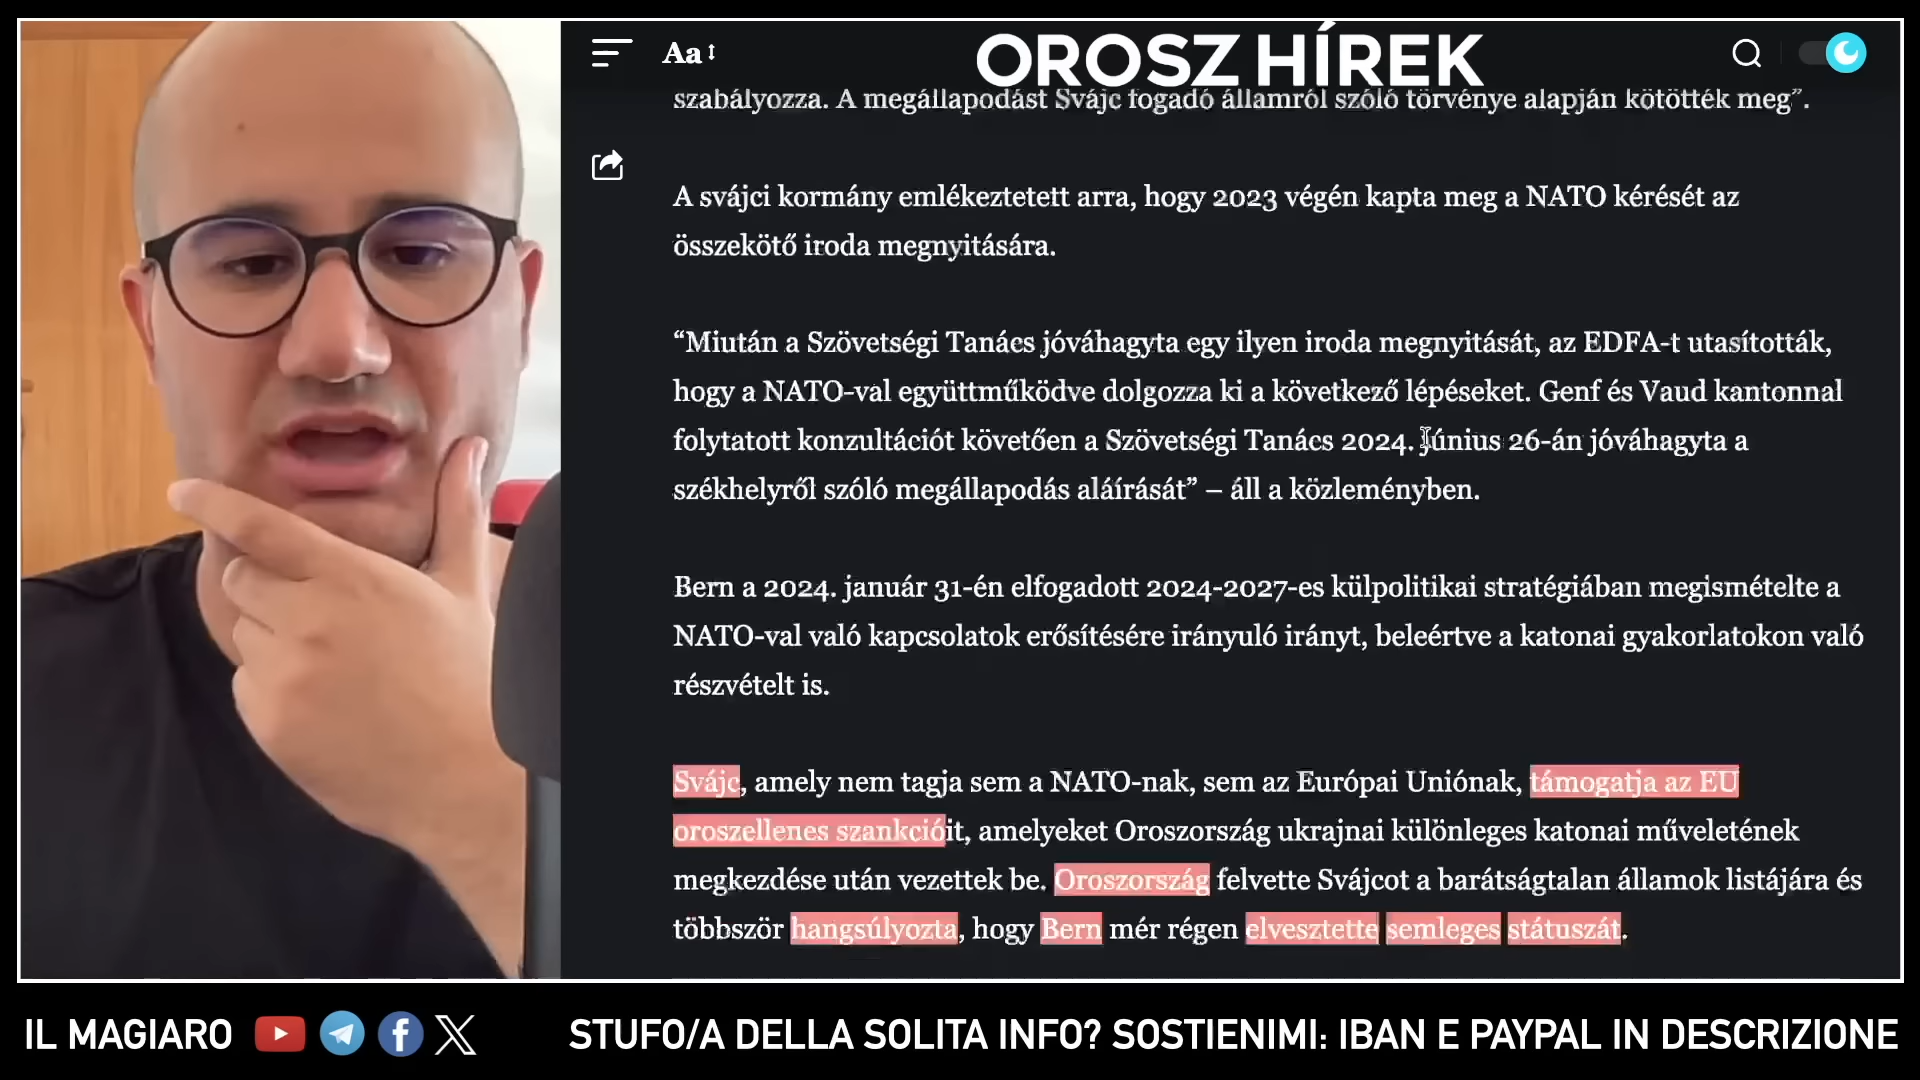 Aa
OROSZ HÍREK
szabályozza. A megállapodást Svájc fogadó államról szóló törvénye alapján kötötték meg”.
A svájci kormány emlékeztetett arra, hogy 2023 végén kapta meg a NATO kérését az
összekötő iroda megnyitására.
“Miután a Szövetségi Tanács jóváhagyta egy ilyen iroda megnyitását, az EDFA-t utasították,
hogy a NATO-val együttműködve dolgozza ki a következő lépéseket. Genf és Vaud kantonnal
folytatott konzultációt követően a Szövetségi Tanács 2024. Június 26-án jóváhagyta a
székhelyről szóló megállapodás aláírását” – áll a közleményben.
Bern a 2024. január 31-én elfogadott 2024-2027-es külpolitikai stratégiában megismételte a
NATO-val való kapcsolatok erősítésére irányuló irányt, beleértve a katonai gyakorlatokon való
részvételt is.
Svájc, amely nem tagja sem a NATO-nak, sem az Európai Uniónak, támogatja az EU
oroszellenes szankcióit, amelyeket Oroszország ukrajnai különleges katonai műveletének
megkezdése után vezettek be. Oroszország felvette Svájcot a barátságtalan államok listájára és
többször hangsúlyozta, hogy Bern mér régen elvesztette semleges státuszát.
IL MAGIARO
STUFO/A DELLA SOLITA INFO? SOSTIENIMI: IBAN E PAYPAL IN DESCRIZIONE